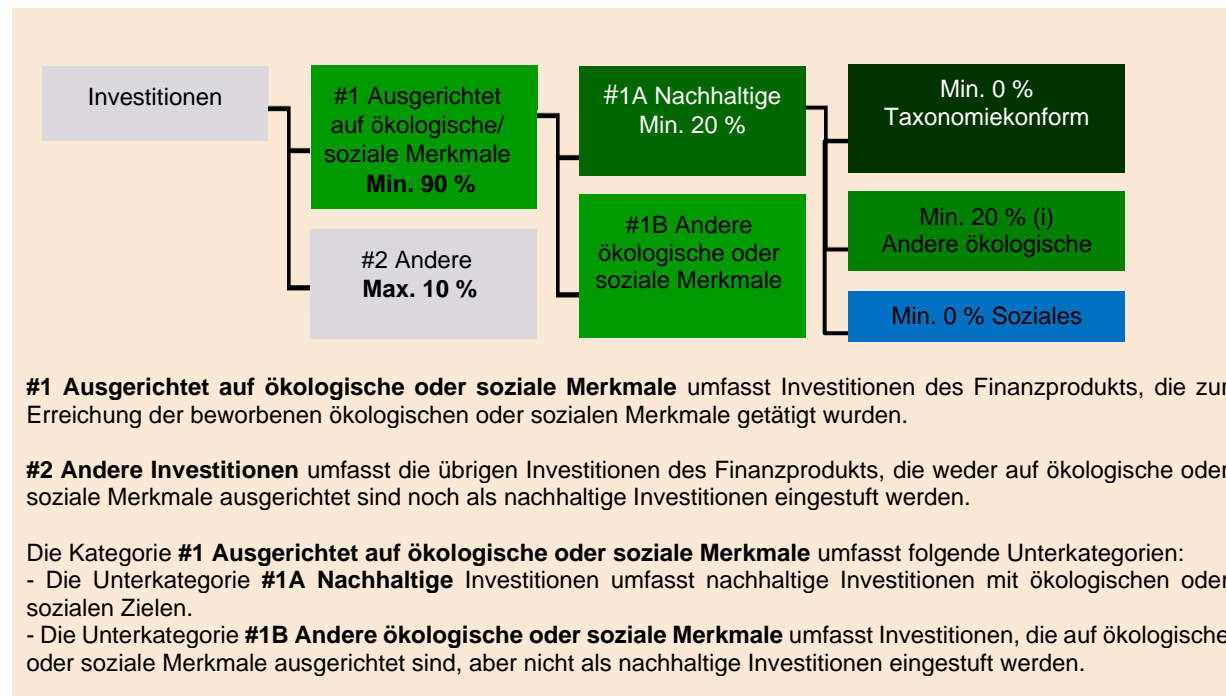 Investitionen
#1 Ausgerichtet
auf ökologische/
soziale Merkmale
Min. 90 %
#2 Andere
Max. 10 %
#1A Nachhaltige
Min. 20 %
#1B Andere
ökologische oder
soziale Merkmale
Min. 0 %
Taxonomiekonform
Min. 20 % (i)
Andere ökologische
Min. 0 % Soziales
#1 Ausgerichtet auf ökologische oder soziale Merkmale umfasst Investitionen des Finanzprodukts, die zur
Erreichung der beworbenen ökologischen oder sozialen Merkmale getätigt wurden.
#2 Andere Investitionen umfasst die übrigen Investitionen des Finanzprodukts, die weder auf ökologische oder
soziale Merkmale ausgerichtet sind noch als nachhaltige Investitionen eingestuft werden.
Die Kategorie #1 Ausgerichtet auf ökologische oder soziale Merkmale umfasst folgende Unterkategorien:
- Die Unterkategorie #1A Nachhaltige Investitionen umfasst nachhaltige Investitionen mit ökologischen oder
sozialen Zielen.
- Die Unterkategorie #1B Andere ökologische oder soziale Merkmale umfasst Investitionen, die auf ökologische
oder soziale Merkmale ausgerichtet sind, aber nicht als nachhaltige Investitionen eingestuft werden.